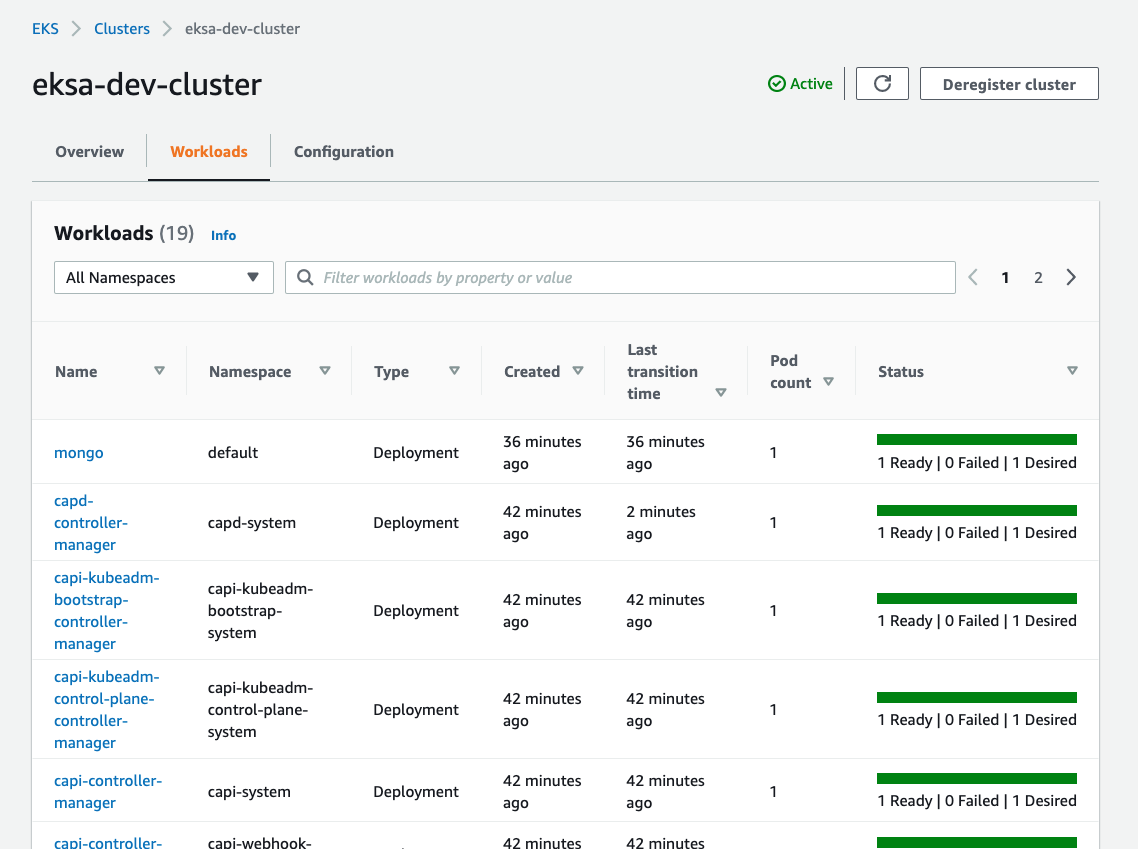 EKS > Clusters > eksa-dev-cluster
eksa-dev-cluster
Active
Deregister cluster
Overview
Workloads
Configuration
Workloads (19) Info
All Namespaces
Filter workloads by property or value
1 2
Name
Namespace
Type
Created
Last
transition
time
Pod
count
Status
mongo
default
Deployment
36 minutes
ago
36 minutes
ago
1
1 Ready | 0 Failed | 1 Desired
capd-
controller-
manager
capd-system
Deployment
42 minutes
ago
2 minutes
ago
1
1 Ready | 0 Failed | 1 Desired
capi-kubeadm-
bootstrap-
controller-
manager
capi-kubeadm-
bootstrap-
system
Deployment
42 minutes
ago
42 minutes
ago
1
1 Ready | 0 Failed | 1 Desired
capi-kubeadm-
control-plane-
controller-
manager
capi-kubeadm-
control-plane-
system
Deployment
42 minutes
ago
42 minutes
ago
1
1 Ready | 0 Failed | 1 Desired
capi-controller-
manager
capi-system
Deployment
42 minutes
ago
42 minutes
ago
1
1 Ready | 0 Failed | 1 Desired
capi-controller-
capi-webhook-
42 minutes
42 minutes